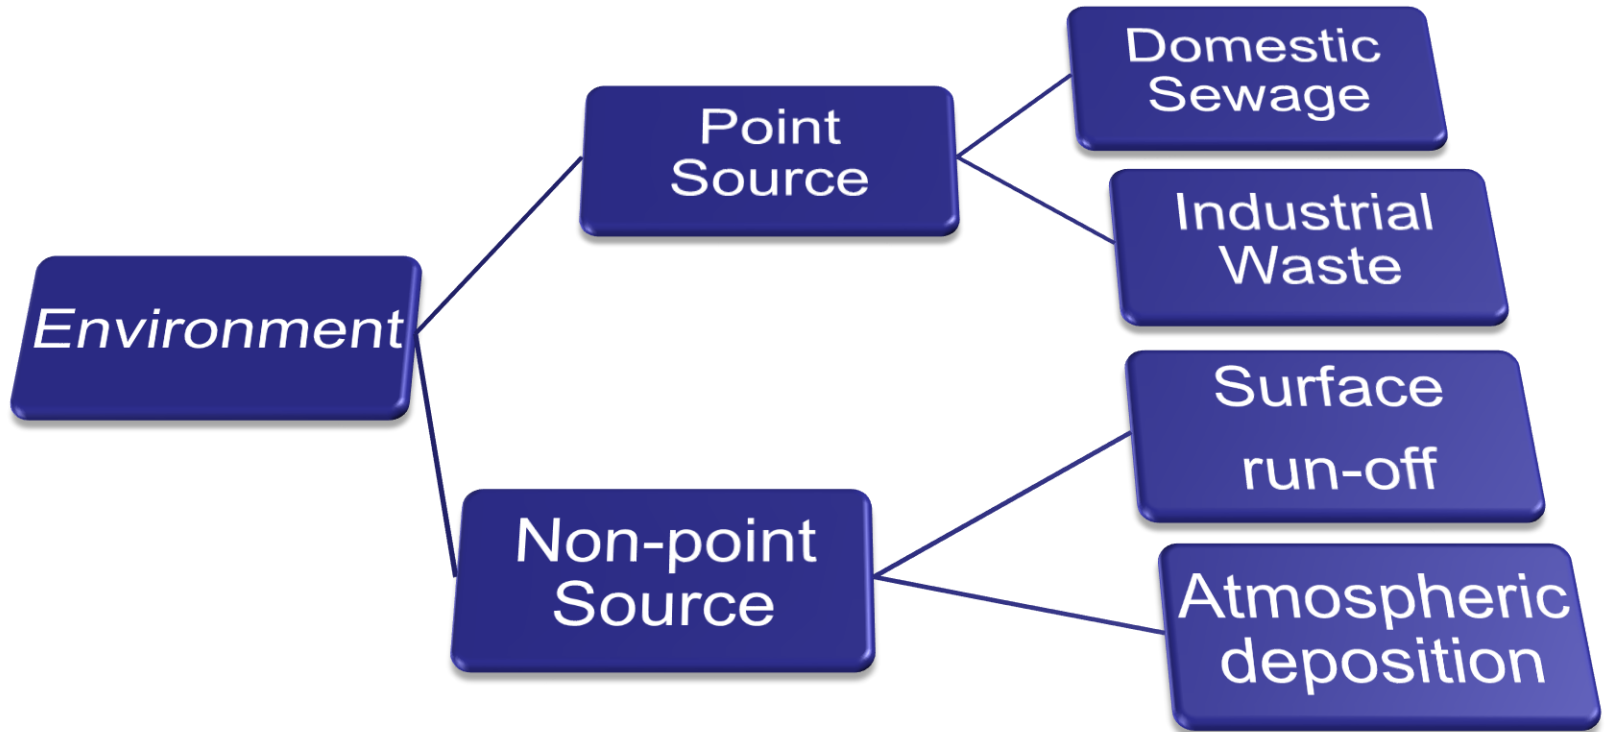 Environment
Point
Source
Domestic
Sewage
Industrial
Waste
Non-point
Source
Surface
run-off
Atmospheric
deposition